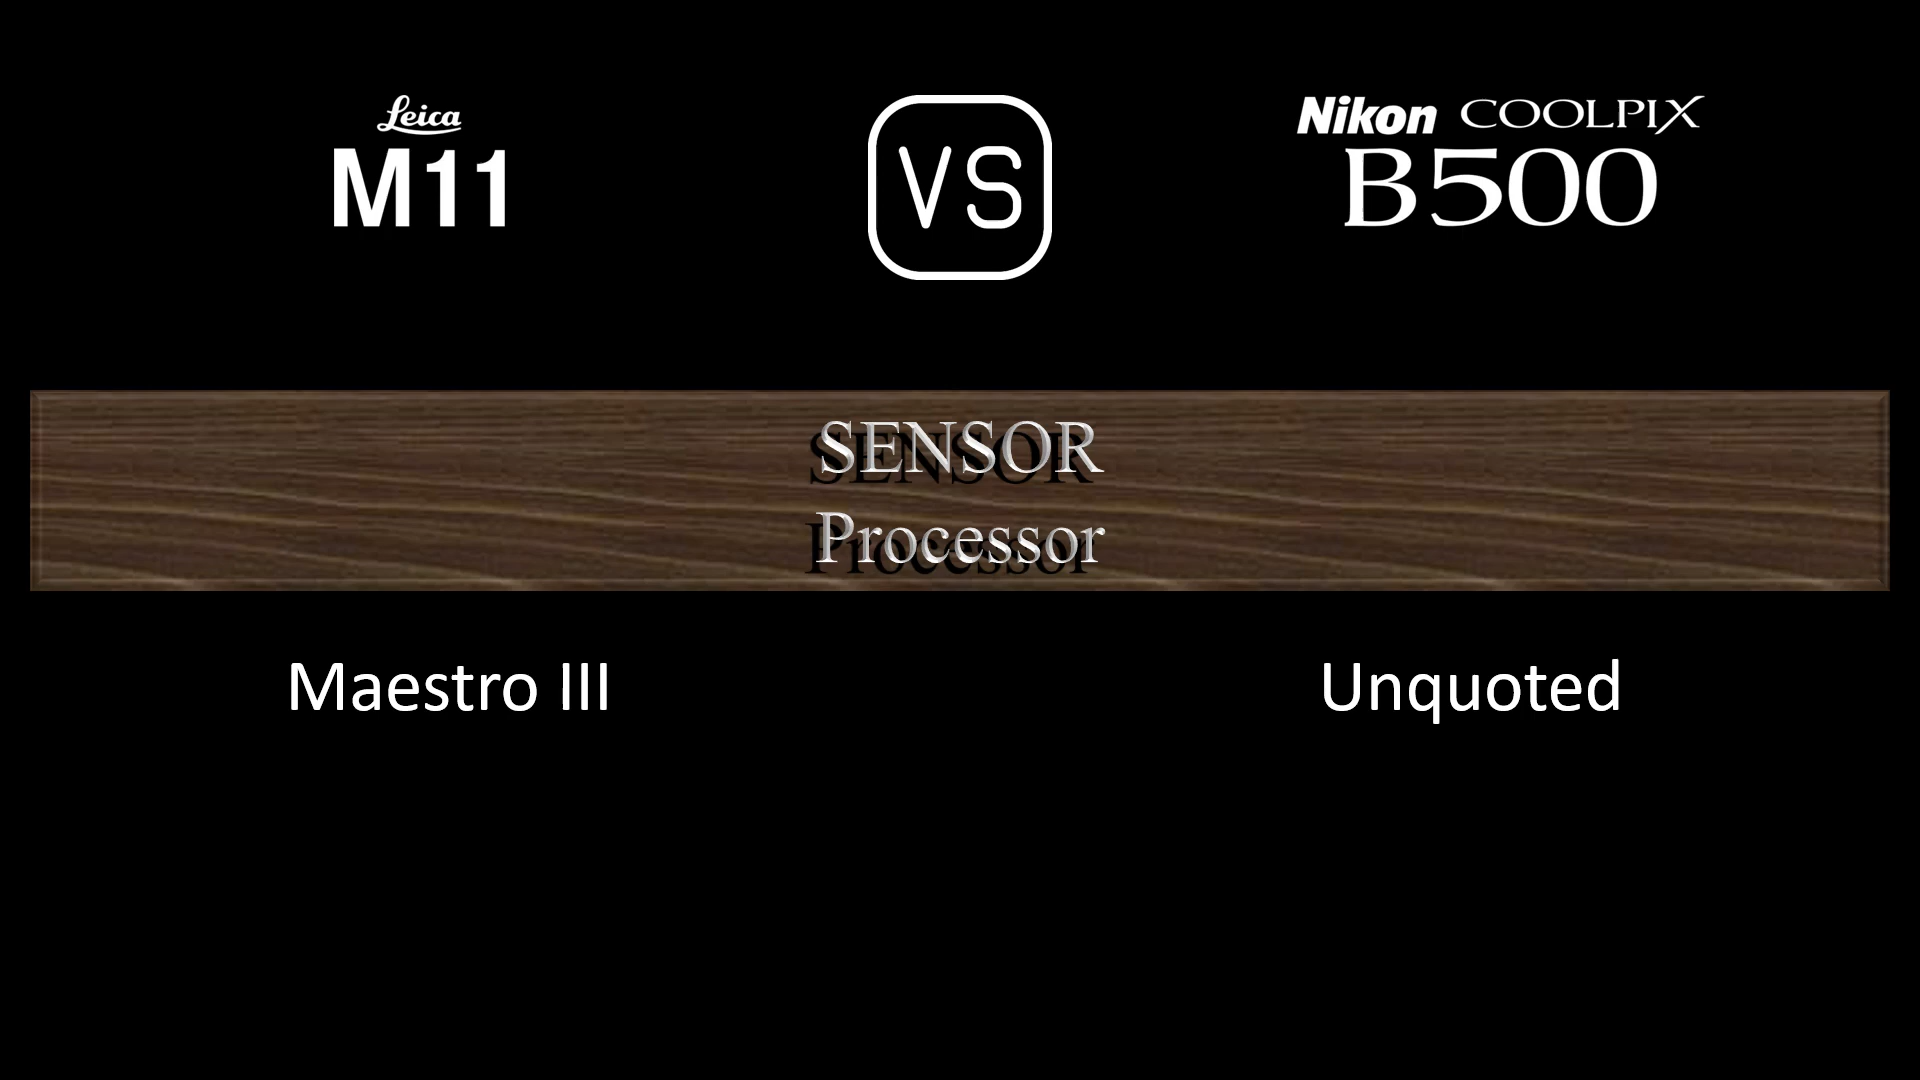 Leica
M11
VS
Nikon COOLPIX
B500
SENSOR
Processor
Maestro III
Unquoted